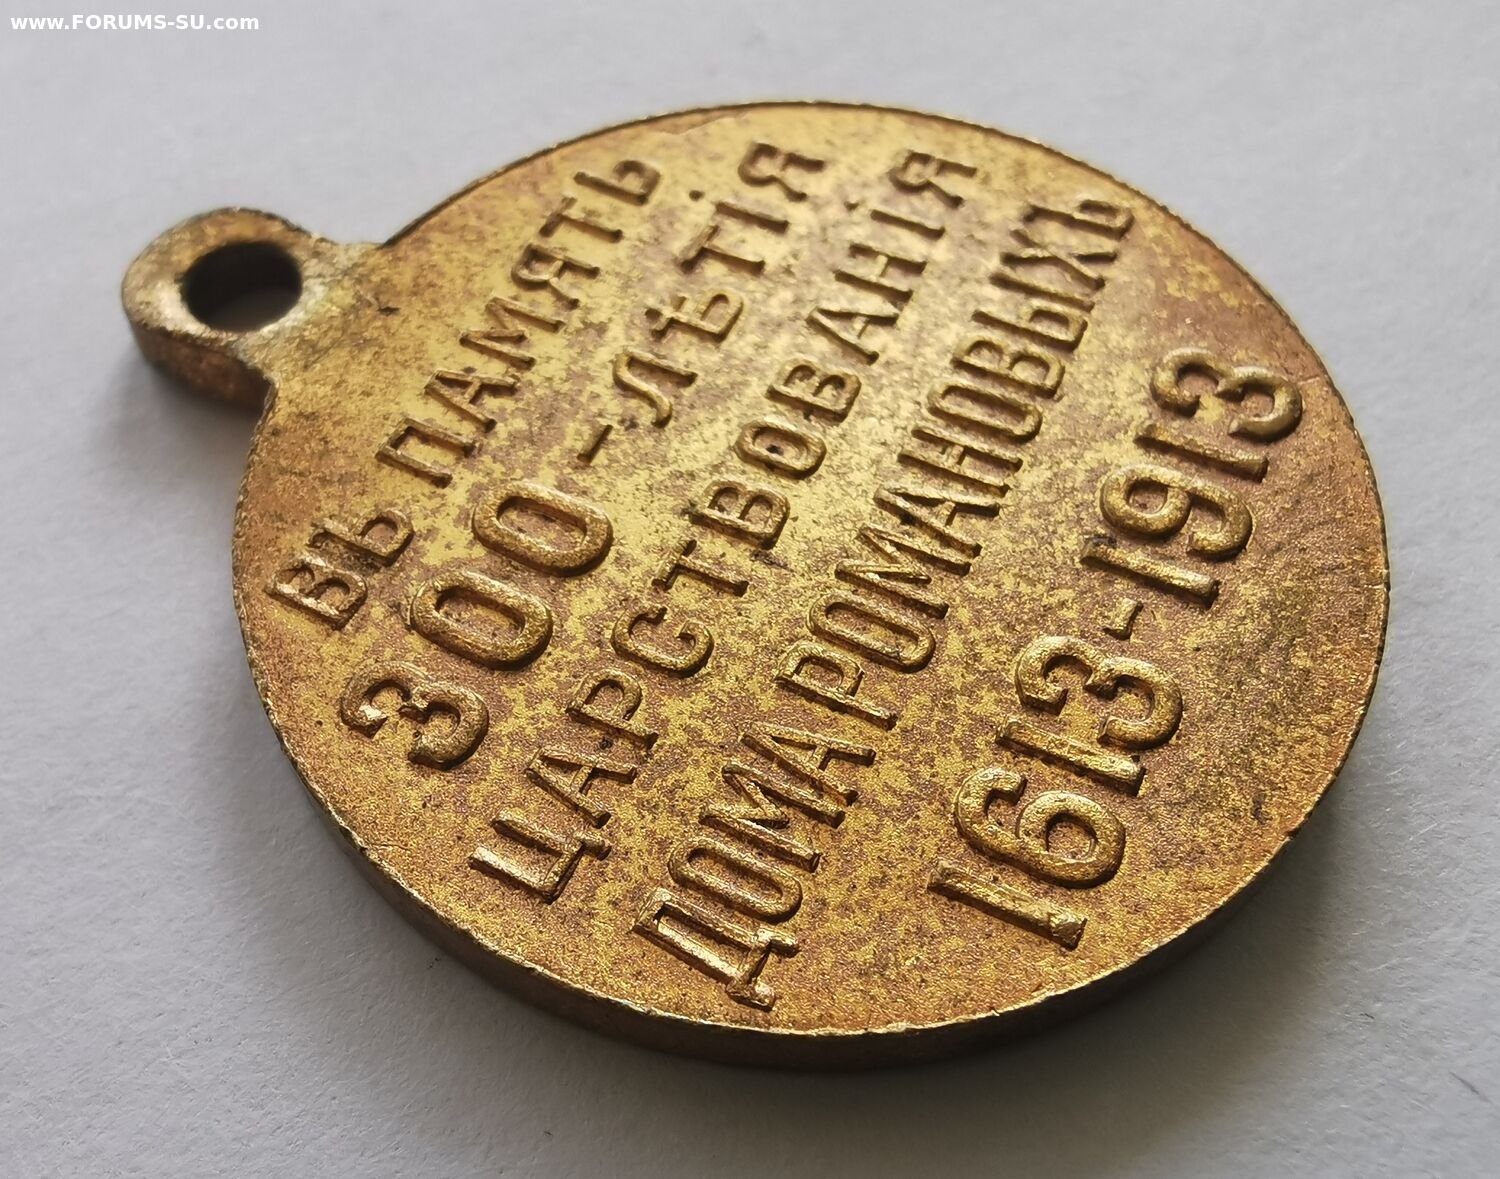 www.FORUMS-SU.com
ВЪ ПАМЯТЬ
300-ЛѢТІЯ
ЦАРСТВОВАНІЯ
ДОМА РОМАНОВЫХЪ
1613-1913